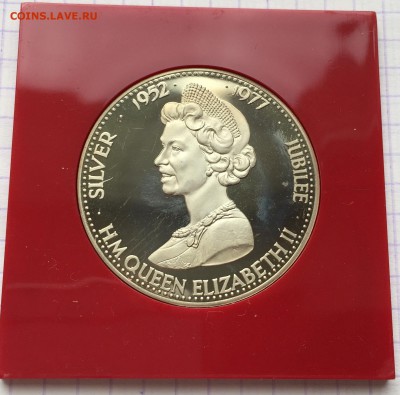 COINS.LAVE.RU
SILVER · 1952 · 1977 · JUBILEE
· H.M. QUEEN ELIZABETH II ·